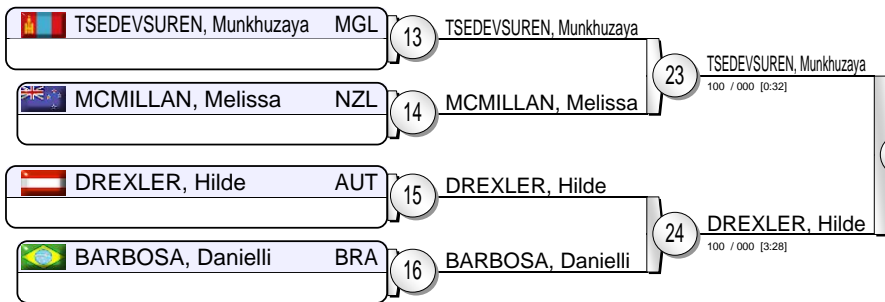 TSEDEVSUREN, Munkhuzaya MGL
13
TSEDEVSUREN, Munkhuzaya
23
TSEDEVSUREN, Munkhuzaya
100 / 000 [0:32]
MCMILLAN, Melissa NZL
14
MCMILLAN, Melissa
DREXLER, Hilde AUT
15
DREXLER, Hilde
24
DREXLER, Hilde
100 / 000 [3:28]
BARBOSA, Danielli BRA
16
BARBOSA, Danielli